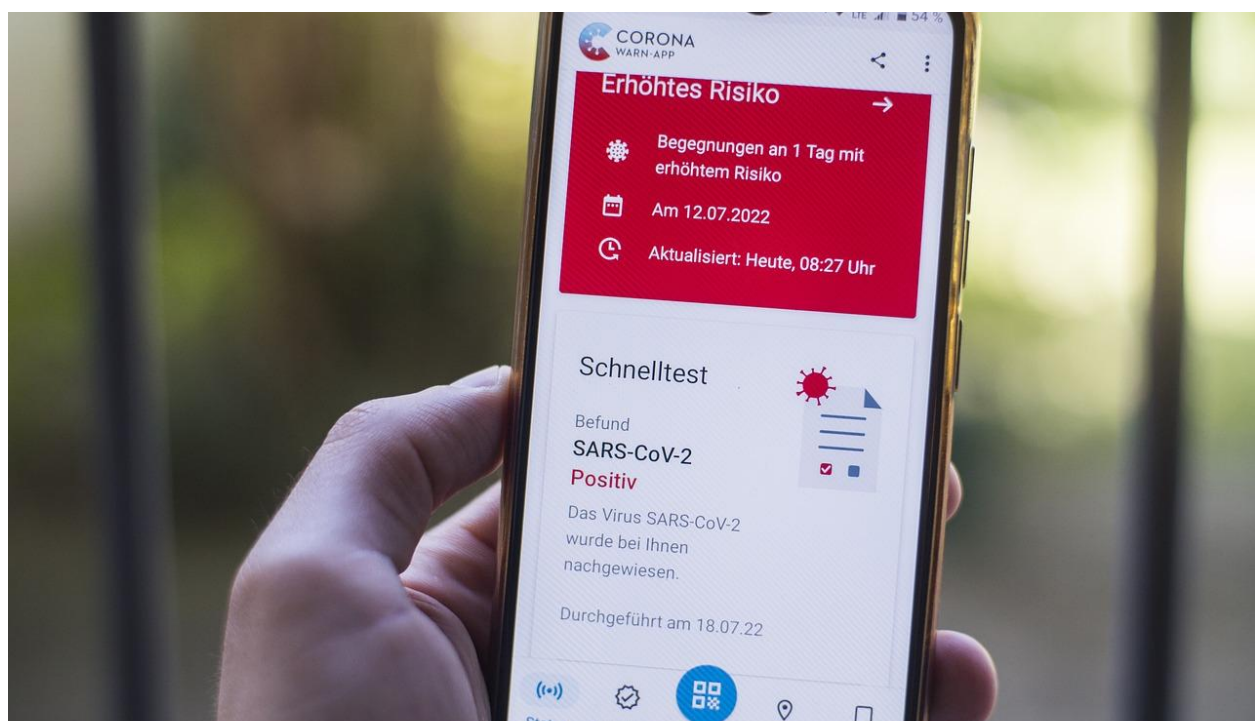 LTE 54 %
CORONA
WARN-APP
Erhöhtes Risiko
Begegnungen an 1 Tag mit
erhöhtem Risiko
Am 12.07.2022
Aktualisiert: Heute, 08:27 Uhr
Schnelltest
Befund
SARS-CoV-2
Positiv
Das Virus SARS-CoV-2
wurde bei Ihnen
nachgewiesen.
Durchgeführt am 18.07.22